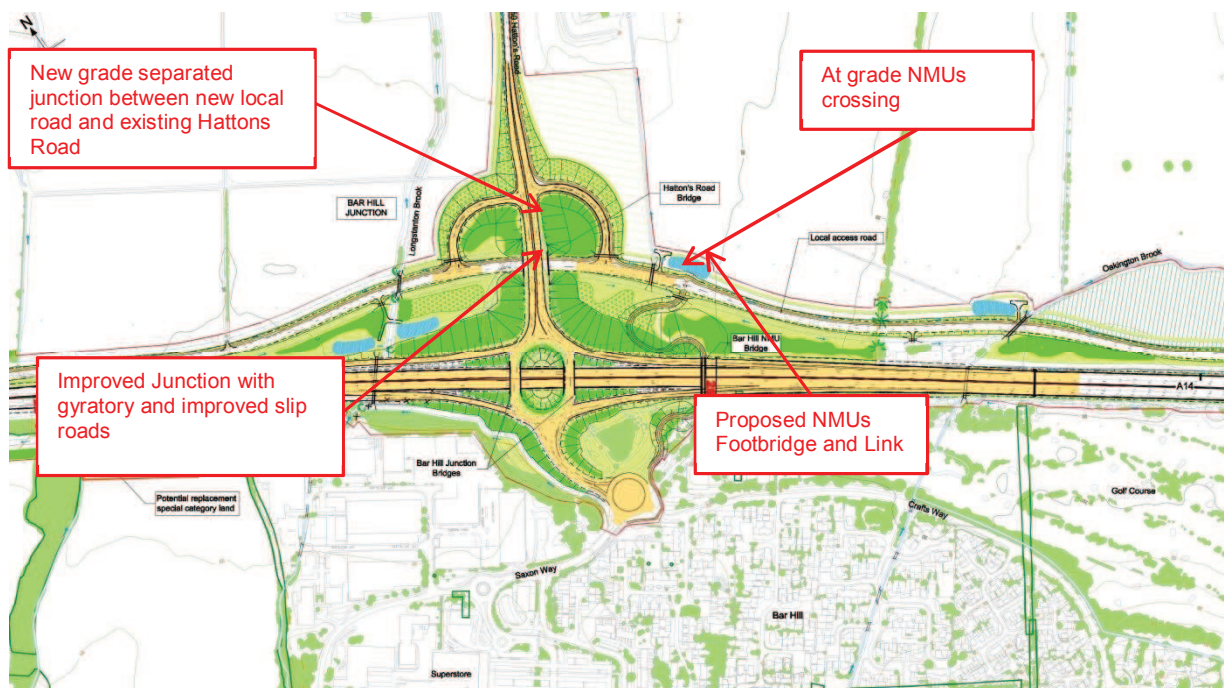 N
New grade separated
junction between new local
road and existing Hattons
Road
At grade NMUs
crossing
BAR HILL
JUNCTION
Longstanton Brook
Hatton's Road
Bridge
Local access road
Oakington Brook
Bar Hill NMU
Bridge
Improved Junction with
gyratory and improved slip
roads
A14
Proposed NMUs
Footbridge and Link
Bar Hill Junction
Bridges
Potential replacement
special category land
Golf Course
Crafts Way
Saxon Way
Bar Hill
Superstore